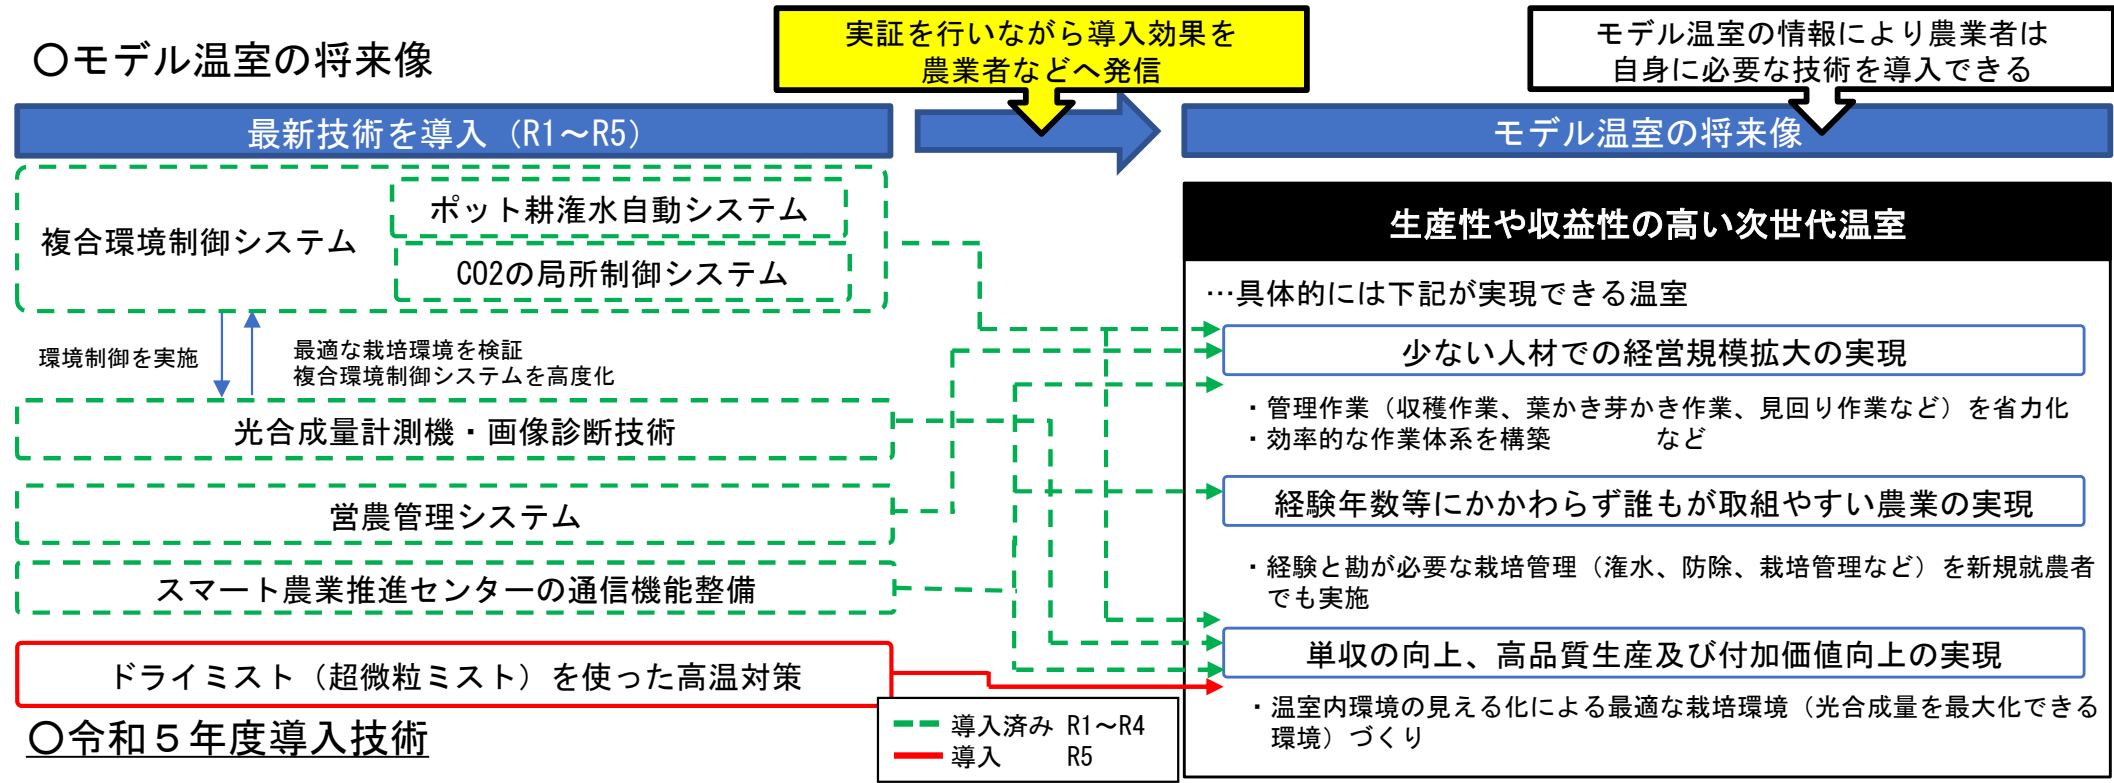 〇モデル温室の将来像
実証を行いながら導入効果を
農業者などへ発信
モデル温室の情報により農業者は
自身に必要な技術を導入できる
最新技術を導入（R1～R5）
モデル温室の将来像
複合環境制御システム
ポット耕潅水自動システム
CO2の局所制御システム
環境制御を実施
最適な栽培環境を検証
複合環境制御システムを高度化
光合成量計測機・画像診断技術
営農管理システム
スマート農業推進センターの通信機能整備
ドライミスト（超微粒ミスト）を使った高温対策
〇令和５年度導入技術
導入済み R1～R4
導入 R5
生産性や収益性の高い次世代温室
…具体的には下記が実現できる温室
少ない人材での経営規模拡大の実現
・管理作業（収穫作業、葉かき芽かき作業、見回り作業など）を省力化
・効率的な作業体系を構築 など
経験年数等にかかわらず誰もが取組やすい農業の実現
・経験と勘が必要な栽培管理（潅水、防除、栽培管理など）を新規就農者
でも実施
単収の向上、高品質生産及び付加価値向上の実現
・温室内環境の見える化による最適な栽培環境（光合成量を最大化できる
環境）づくり